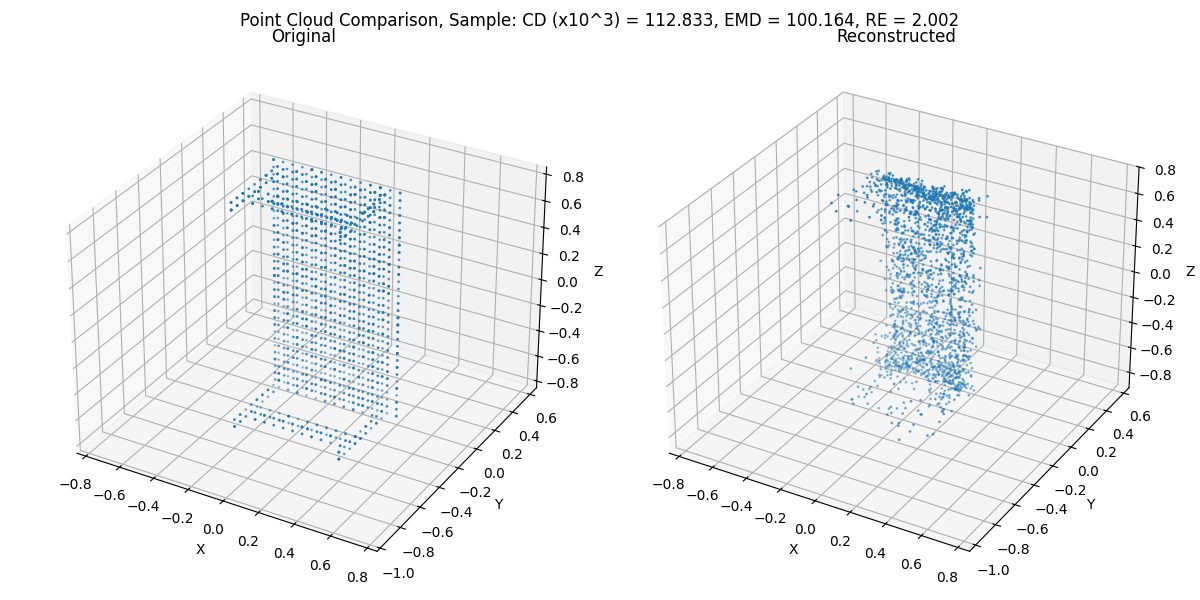 Point Cloud Comparison, Sample: CD (x10^3) = 112.833, EMD = 100.164, RE = 2.002
Original
−0.8 −0.6 −0.4 −0.2 0.0 0.2 0.4 0.6 0.8
X
−1.0 −0.8 −0.6 −0.4 −0.2 0.0 0.2 0.4 0.6
Y
0.8 0.6 0.4 0.2 0.0 −0.2 −0.4 −0.6 −0.8
Z
Reconstructed
−0.8 −0.6 −0.4 −0.2 0.0 0.2 0.4 0.6 0.8
X
−1.0 −0.8 −0.6 −0.4 −0.2 0.0 0.2 0.4 0.6
Y
0.8 0.6 0.4 0.2 0.0 −0.2 −0.4 −0.6 −0.8
Z